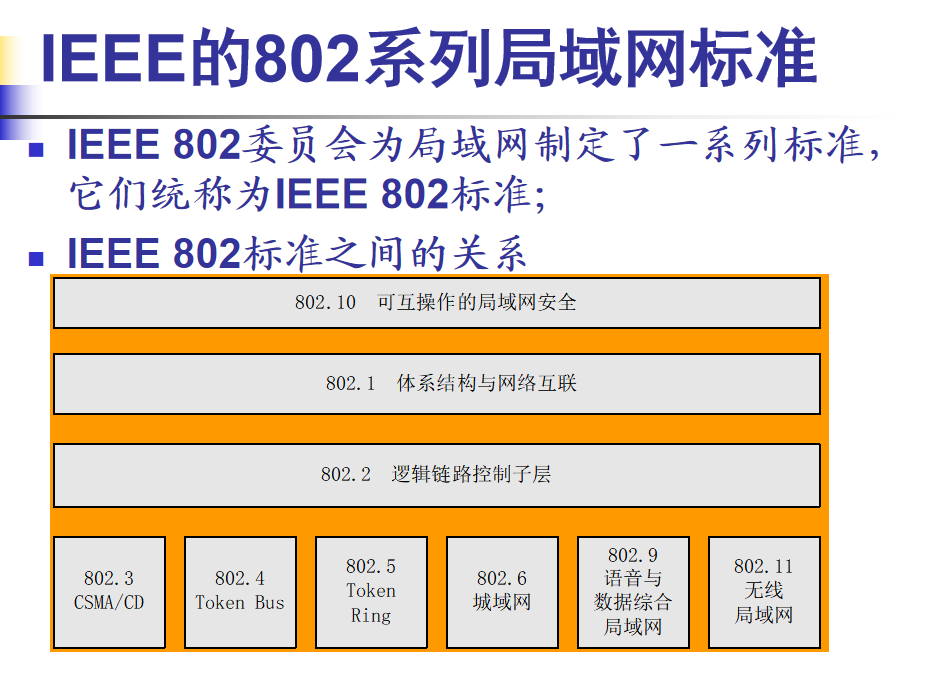 IEEE的802系列局域网标准
IEEE 802委员会为局域网制定了一系列标准，
它们统称为IEEE 802标准;
IEEE 802标准之间的关系
802.10 可互操作的局域网安全
802.1 体系结构与网络互联
802.2 逻辑链路控制子层
802.3
CSMA/CD
802.4
Token Bus
802.5
Token
Ring
802.6
城域网
802.9
语音与
数据综合
局域网
802.11
无线
局域网